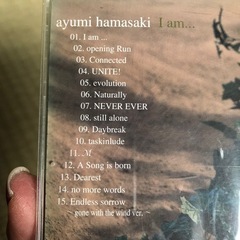 ayumi hamasaki I am...
01. I am ...
02. opening Run
03. Connected
04. UNITE!
05. evolution
06. Naturally
07. NEVER EVER
08. still alone
09. Daybreak
10. taskinlude
11. M
12. A Song is born
13. Dearest
14. no more words
15. Endless sorrow
~ gone with the wind ver. ~